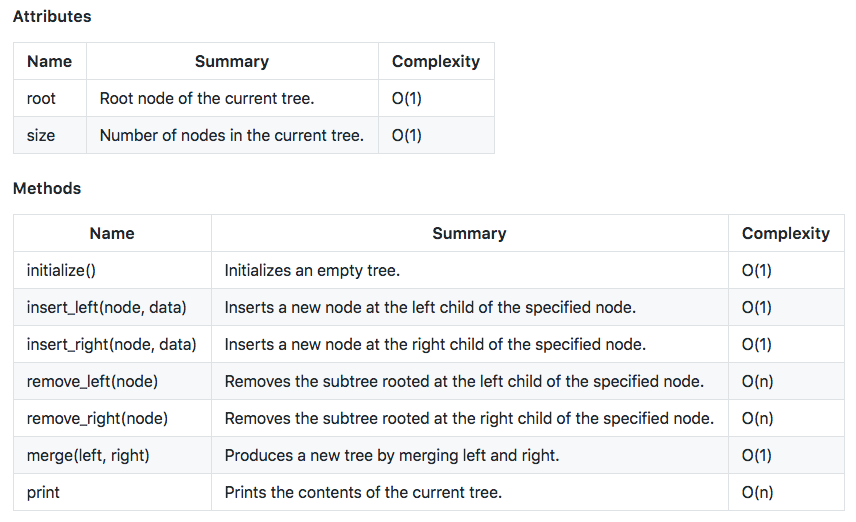 Attributes
Name Summary Complexity
root Root node of the current tree. O(1)
size Number of nodes in the current tree. O(1)
Methods
Name Summary Complexity
initialize() Initializes an empty tree. O(1)
insert_left(node, data) Inserts a new node at the left child of the specified node. O(1)
insert_right(node, data) Inserts a new node at the right child of the specified node. O(1)
remove_left(node) Removes the subtree rooted at the left child of the specified node. O(n)
remove_right(node) Removes the subtree rooted at the right child of the specified node. O(n)
merge(left, right) Produces a new tree by merging left and right. O(1)
print Prints the contents of the current tree. O(n)